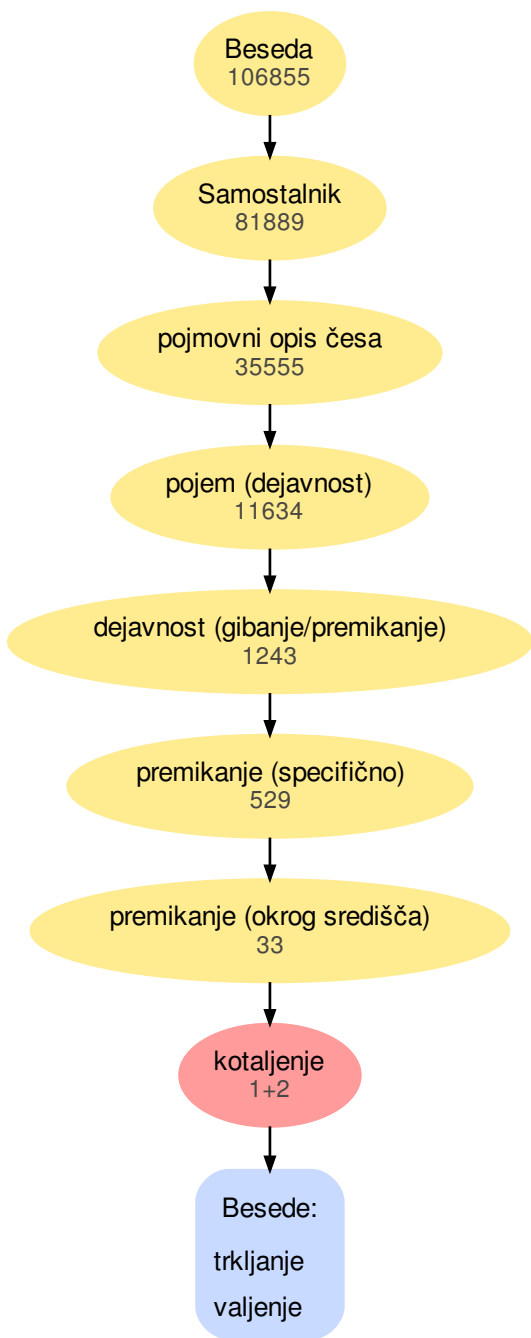 Beseda
106855
Samostalnik
81889
pojmovni opis česa
35555
pojem (dejavnost)
11634
dejavnost (gibanje/premikanje)
1243
premikanje (specifično)
529
premikanje (okrog središča)
33
kotaljenje
1+2
Besede:
trkljanje
valjenje